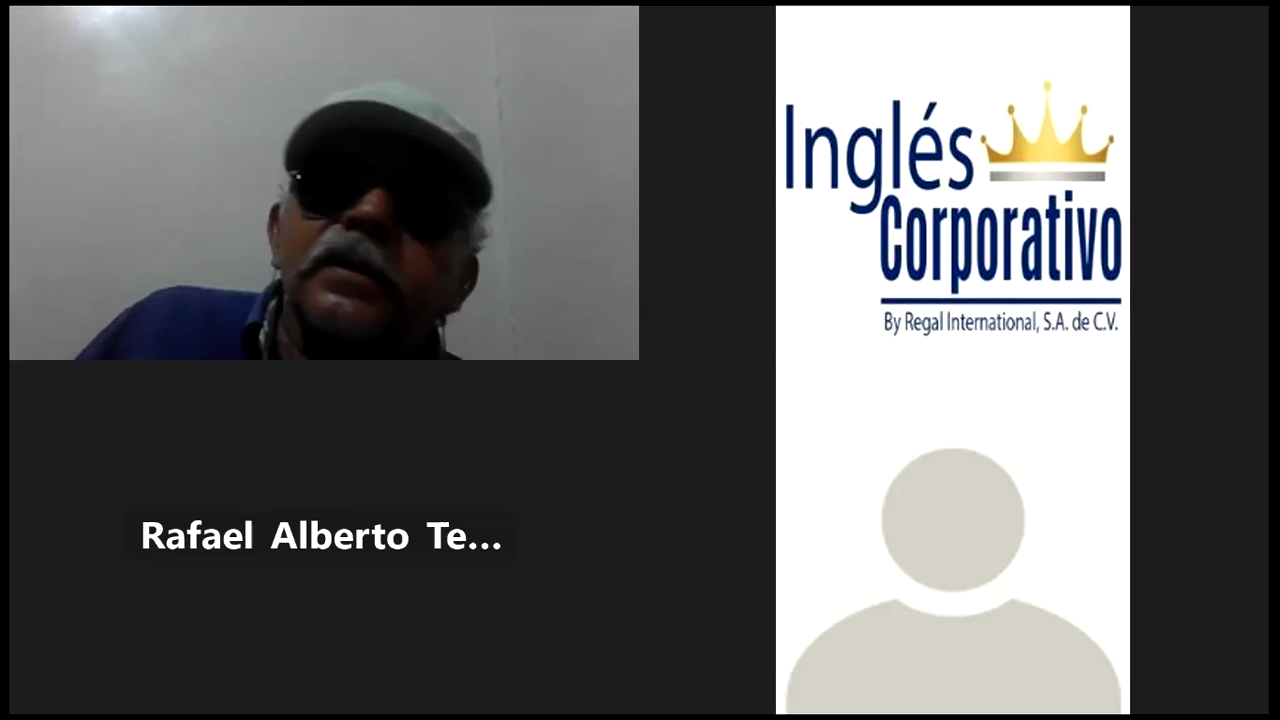 Inglés
Corporativo
By Regal International, S.A. de C.V.
Rafael Alberto Te...